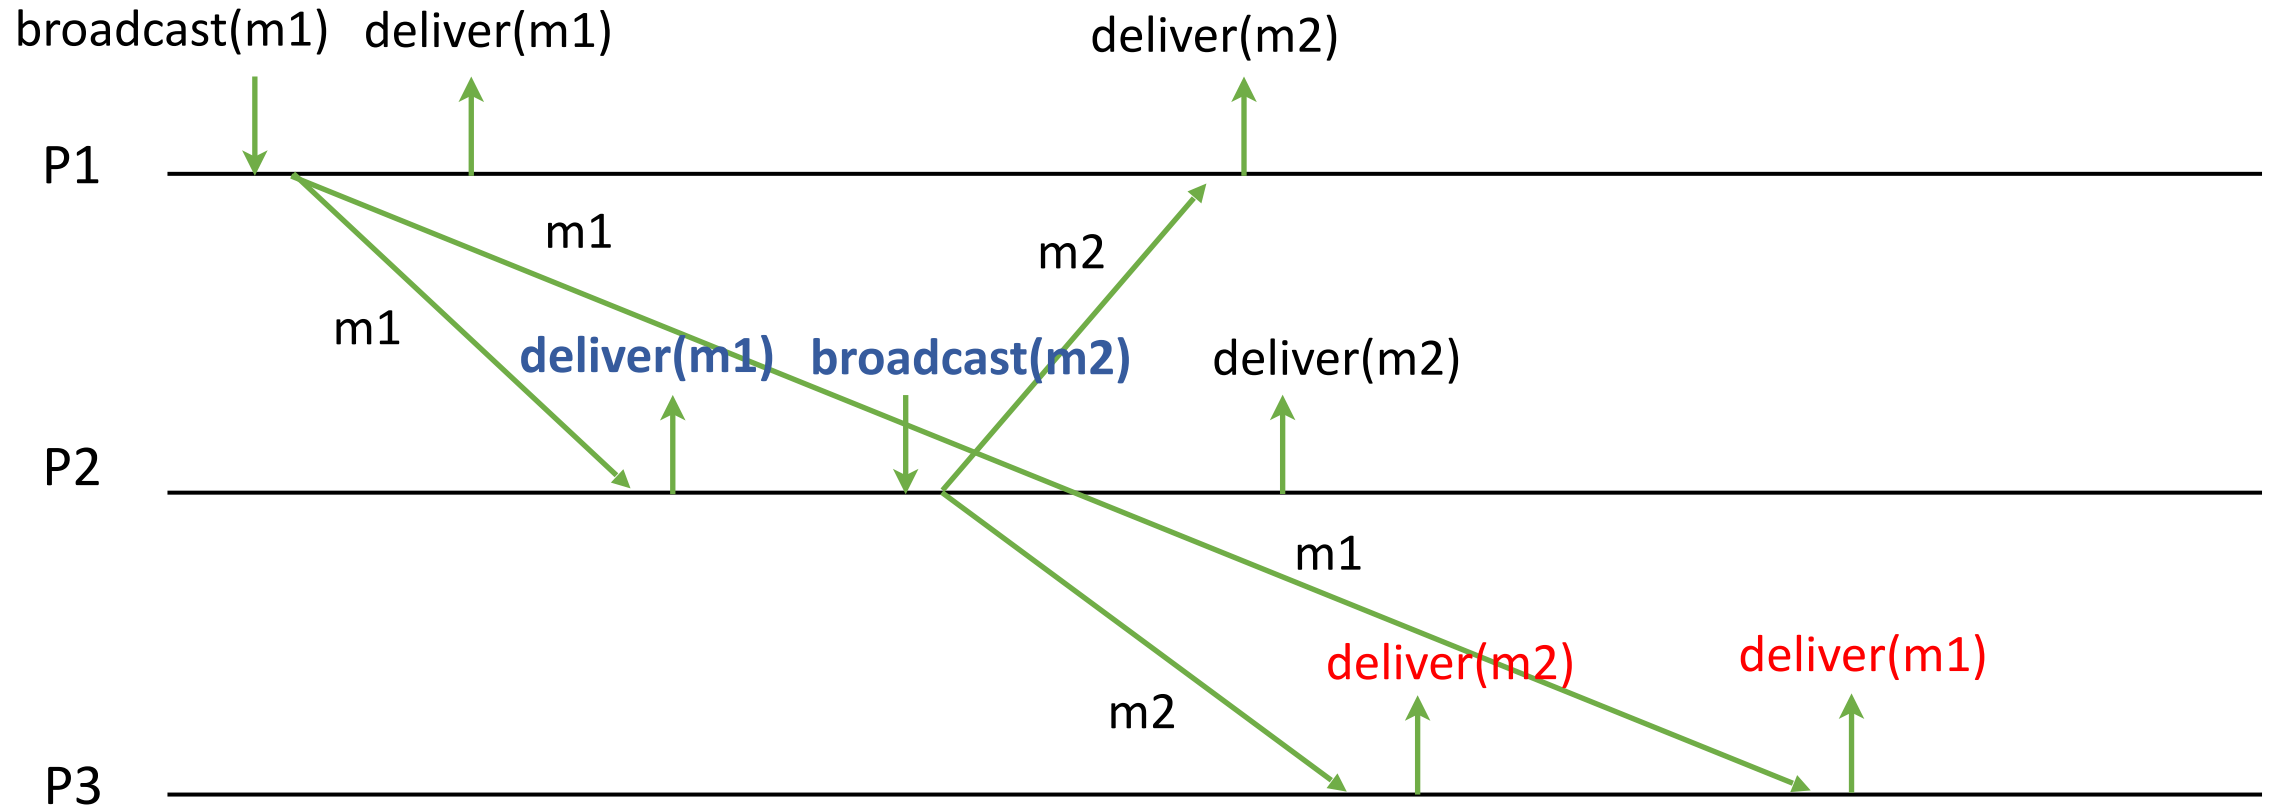 broadcast(m1) deliver(m1) deliver(m2)
P1
m1
m2
m1
deliver(m1) broadcast(m2) deliver(m2)
P2
m1
deliver(m2) deliver(m1)
m2
P3